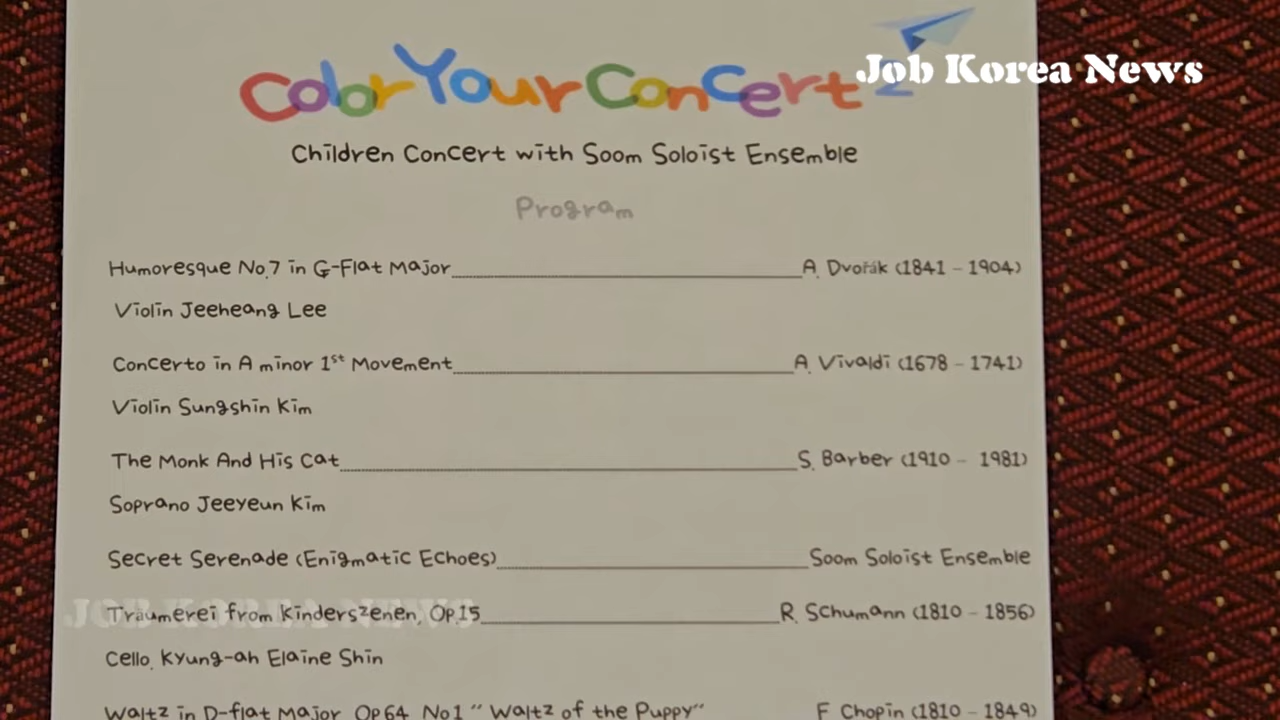 Job Korea News
Color Your Concert 2
Children Concert with Soom Soloist Ensemble
Program
Humoresque No.7 in G-Flat Major A. Dvořák (1841 - 1904)
Violin Jeeheang Lee
Concerto in A minor 1st Movement A. Vivaldi (1678 - 1741)
Violin Sungshin Kim
The Monk And His Cat S. Barber (1910 - 1981)
Soprano Jeeyeun Kim
Secret Serenade (Enigmatic Echoes) Soom Soloist Ensemble
Träumerei from Kinderszenen, Op.15 R. Schumann (1810 - 1856)
JOB KOREA NEWS
Cello. Kyung-ah Elaine Shin
Waltz in D-flat Major, Op.64, No.1 " Waltz of the Puppy" F. Chopin (1810 - 1849)